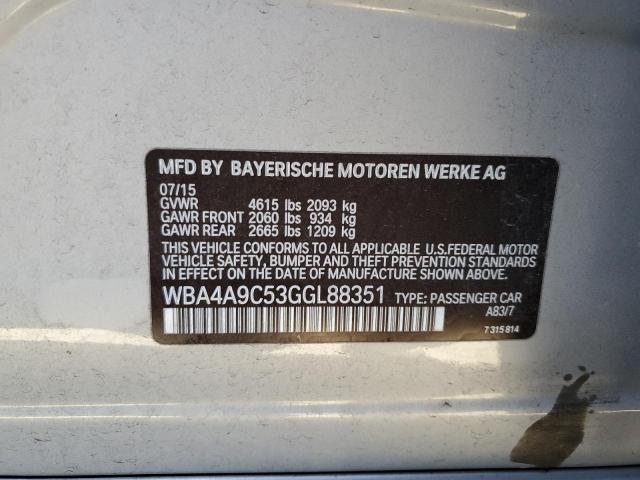 MFD BY BAYERISCHE MOTOREN WERKE AG
07/15
GVWR 4615 lbs 2093 kg
GAWR FRONT 2060 lbs 934 kg
GAWR REAR 2665 lbs 1209 kg
THIS VEHICLE CONFORMS TO ALL APPLICABLE U.S.FEDERAL MOTOR
VEHICLE SAFETY, BUMPER AND THEFT PREVENTION STANDARDS
IN EFFECT ON THE DATE OF MANUFACTURE SHOWN ABOVE.
WBA4A9C53GGL88351 TYPE: PASSENGER CAR
A83/7
7315814